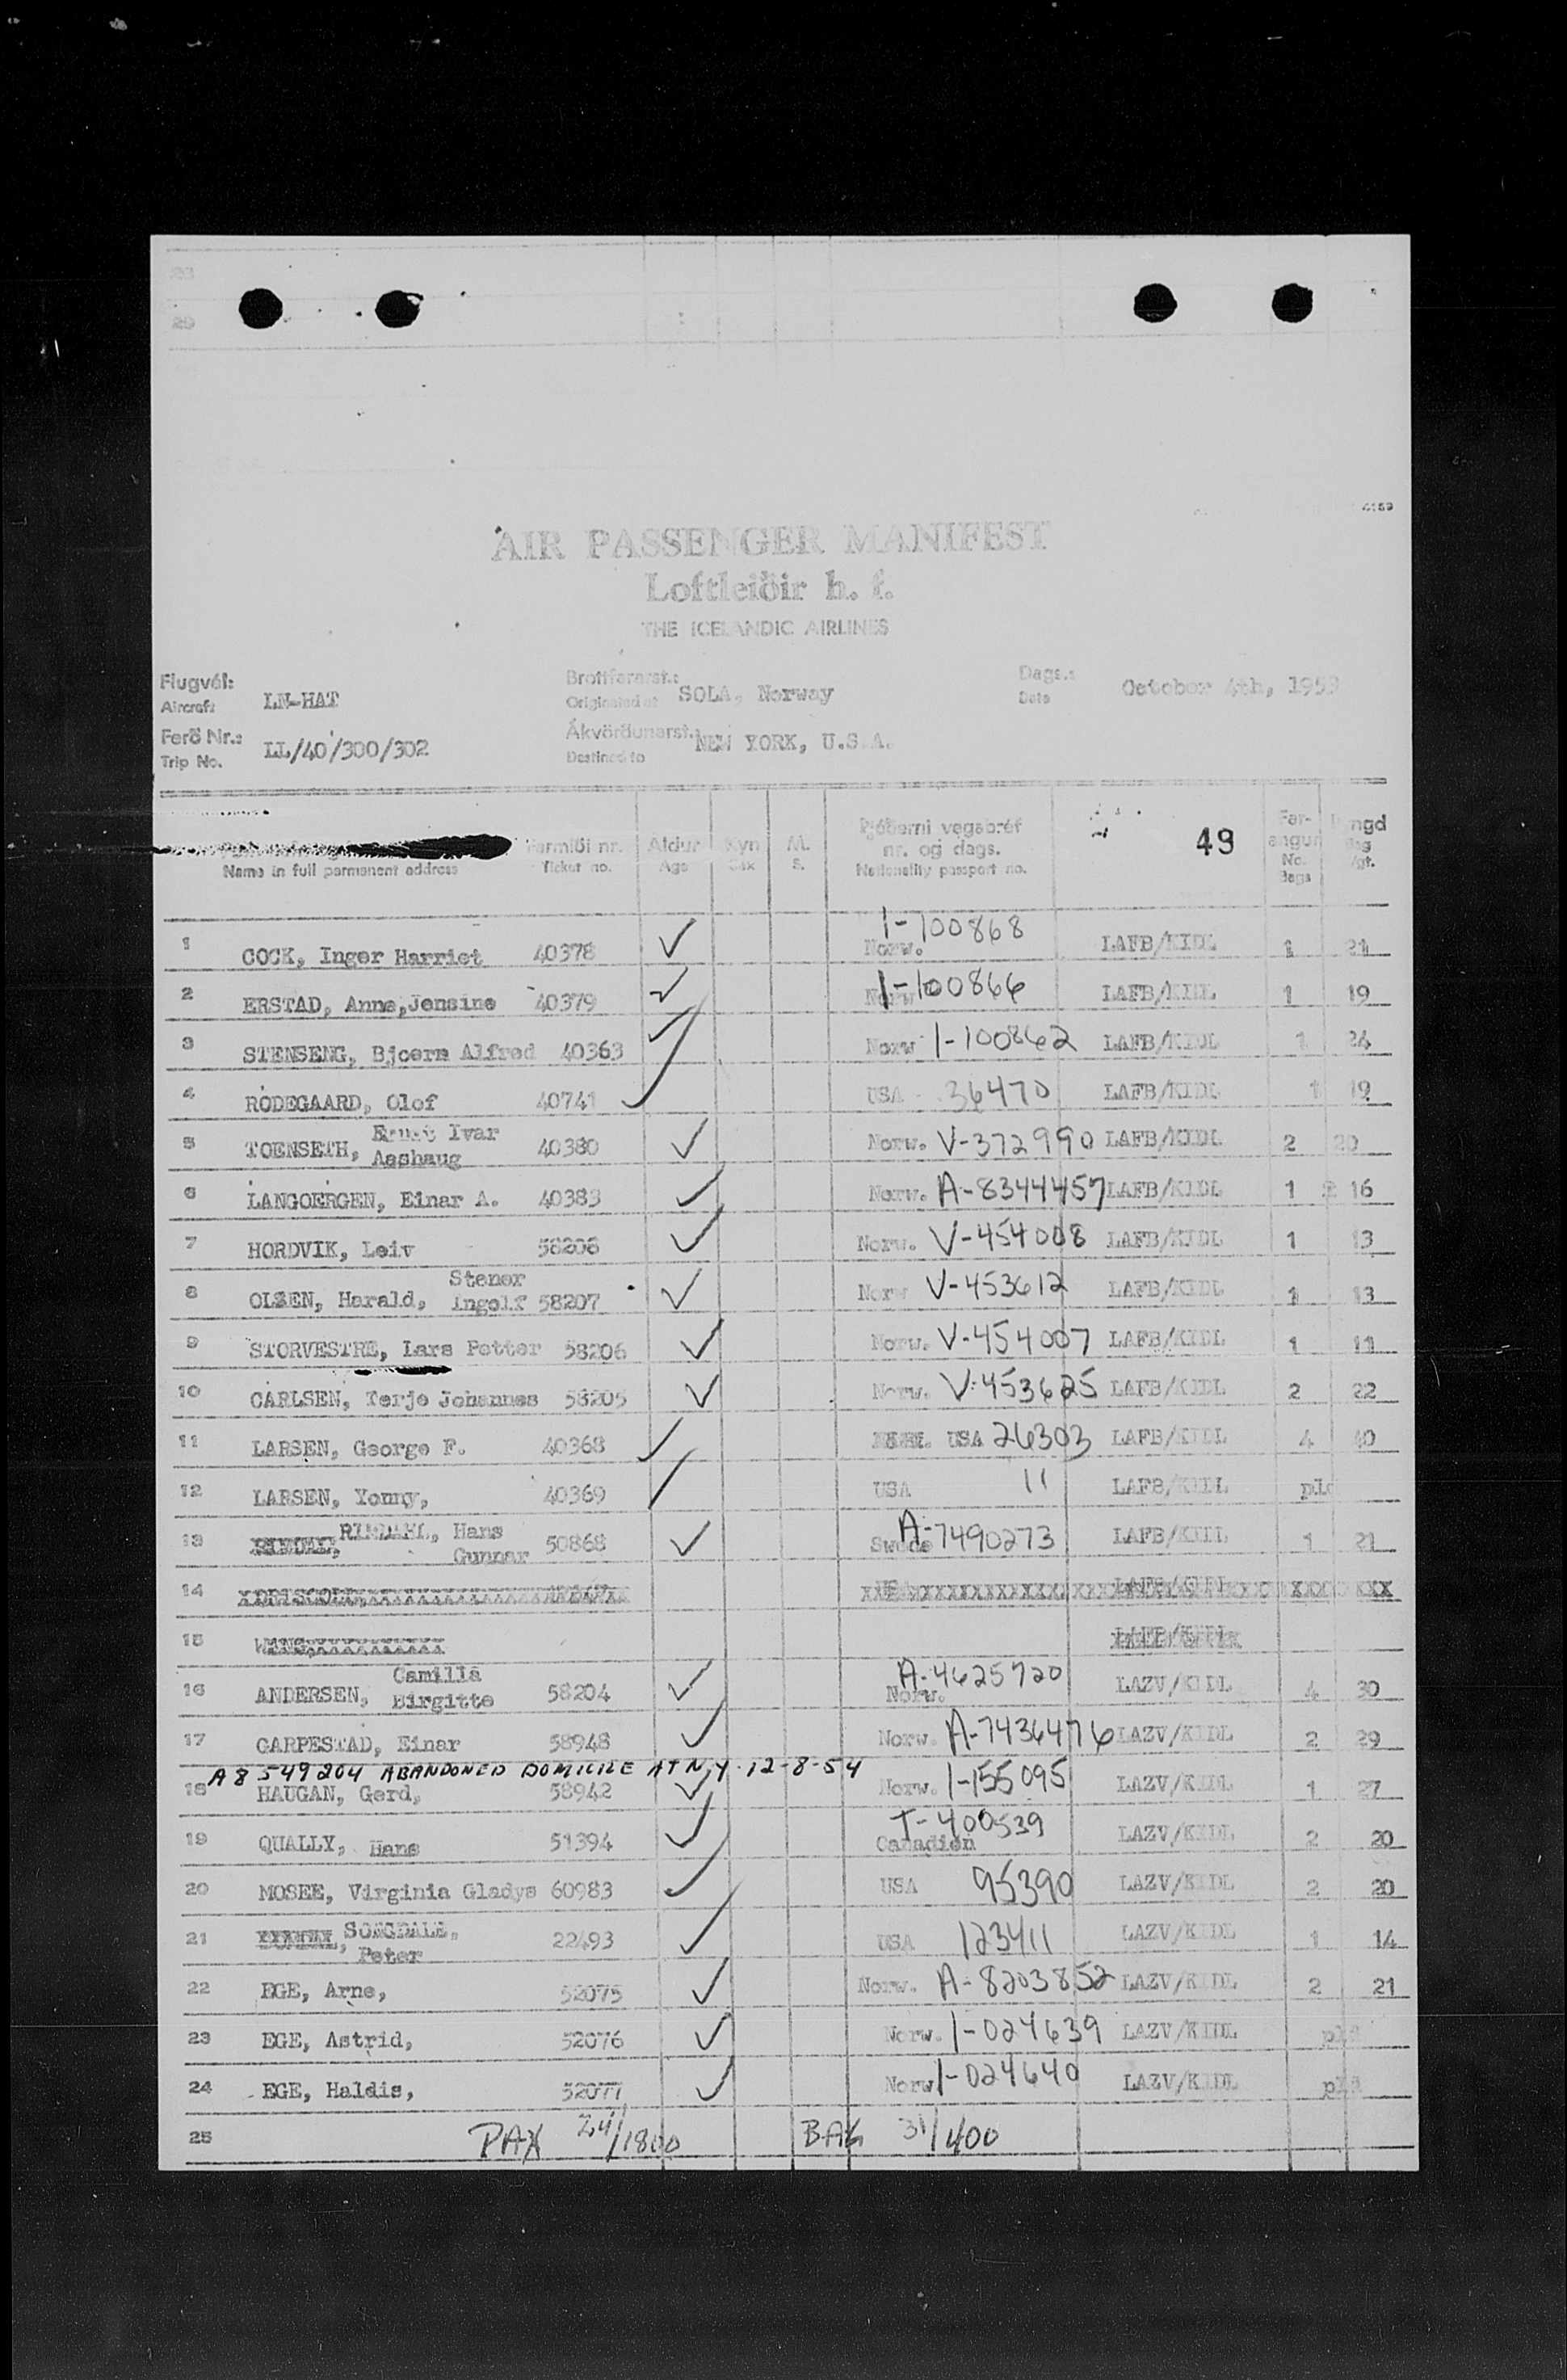 23
29
4159
AIR PASSENGER MANIFEST
Loftleiðir h. f.
THE ICELANDIC AIRLINES
Flugvél: Brottfararst.: Dags.:
Aircraft LN-HAT Originated at SOLA, Norway Date October 4th, 1953
Ferð Nr.: Ákvörðunarst.:
Trip No. LL/40/300/302 Destined to NEW YORK, U.S.A.
Farmiði nr. Aldur Kyn M. Þjóðerni vegabréf nr. og dags. 49 Far-angur
Name in full permanent address Ticket no. Age Sex S. Nationality passport no. No. Bags Bag Wgt.
1 COCK, Inger Harriet 40378 ✓ Norw. 1-100868 LAFB/KIDL 1 21
2 ERSTAD, Anna, Jensine 40379 ✓ Norw 1-100866 LAFB/KIDL 1 19
3 STENSENG, Bjoern Alfred 40363 ✓ Norw 1-100862 LAFB/KIDL 1 24
4 RODEGAARD, Olof 40741 ✓ USA 36470 LAFB/KIDL 1 19
5 TOENSETH, Ernst Ivar Aashaug 40380 ✓ Norw. V-372990 LAFB/KIDL 2 20
6 LANGOERGEN, Einar A. 40383 ✓ Norw. A-8344457 LAFB/KIDL 1 16
7 HORDVIK, Leiv 58208 ✓ Norw. V-454008 LAFB/KIDL 1 13
8 OLSEN, Harald, Stener Ingolf 58207 ✓ Norw V-453612 LAFB/KIDL 1 13
9 STORVESTRE, Lars Petter 58206 ✓ Norw. V-454007 LAFB/KIDL 1 11
10 CARLSEN, Terje Johannes 58205 ✓ Norw. V-453625 LAFB/KIDL 2 22
11 LARSEN, George F. 40368 ✓ USA 26303 LAFB/KIDL 4 40
12 LARSEN, Yonny, 40369 ✓ USA 11 LAFB/KIDL
13 Hans Gunnar 50868 ✓ Swede A-7490273 LAFB/KIDL 1 21
14
15
16 ANDERSEN, Camilla Birgitte 58204 ✓ Norw. A-4625720 LAZV/KIDL 4 30
17 GARPESTAD, Einar 58948 ✓ Norw. A-7436476 LAZV/KIDL 2 29
A8 549204 ABANDONED DOMICILE AT N.Y. 12-8-54
18 HAUGAN, Gerd, 58942 ✓ Norw. 1-155095 LAZV/KIDL 1 27
19 QUALLY, Hans 51394 ✓ Canadien T-400539 LAZV/KIDL 2 20
20 MOSEE, Virginia Gladys 60983 ✓ USA 95390 LAZV/KIDL 2 20
21 SONGDALE, Peter 22493 ✓ USA 123411 LAZV/KIDL 1 14
22 EGE, Arne, 52075 ✓ Norw. A-8203852 LAZV/KIDL 2 21
23 EGE, Astrid, 52076 ✓ Norw. 1-024639 LAZV/KIDL
24 EGE, Haldis, 52077 ✓ Norw 1-024640 LAZV/KIDL
25 PAX 24/1800 BAG 31/400